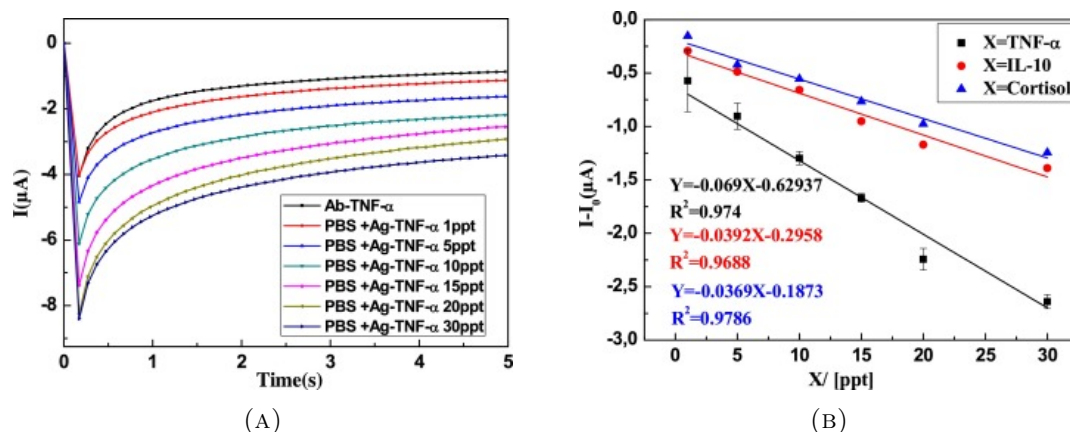 0
-2
-4
-6
-8
I(μA)
0
1
2
3
4
5
Time(s)
Ab-TNF-α
PBS +Ag-TNF-α 1ppt
PBS +Ag-TNF-α 5ppt
PBS +Ag-TNF-α 10ppt
PBS +Ag-TNF-α 15ppt
PBS +Ag-TNF-α 20ppt
PBS +Ag-TNF-α 30ppt
(A)
0,0
-0,5
-1,0
-1,5
-2,0
-2,5
-3,0
I-I0(μA)
0
5
10
15
20
25
30
X/ [ppt]
X=TNF-α
X=IL-10
X=Cortisol
Y=-0.069X-0.62937
R²=0.974
Y=-0.0392X-0.2958
R²=0.9688
Y=-0.0369X-0.1873
R²=0.9786
(B)